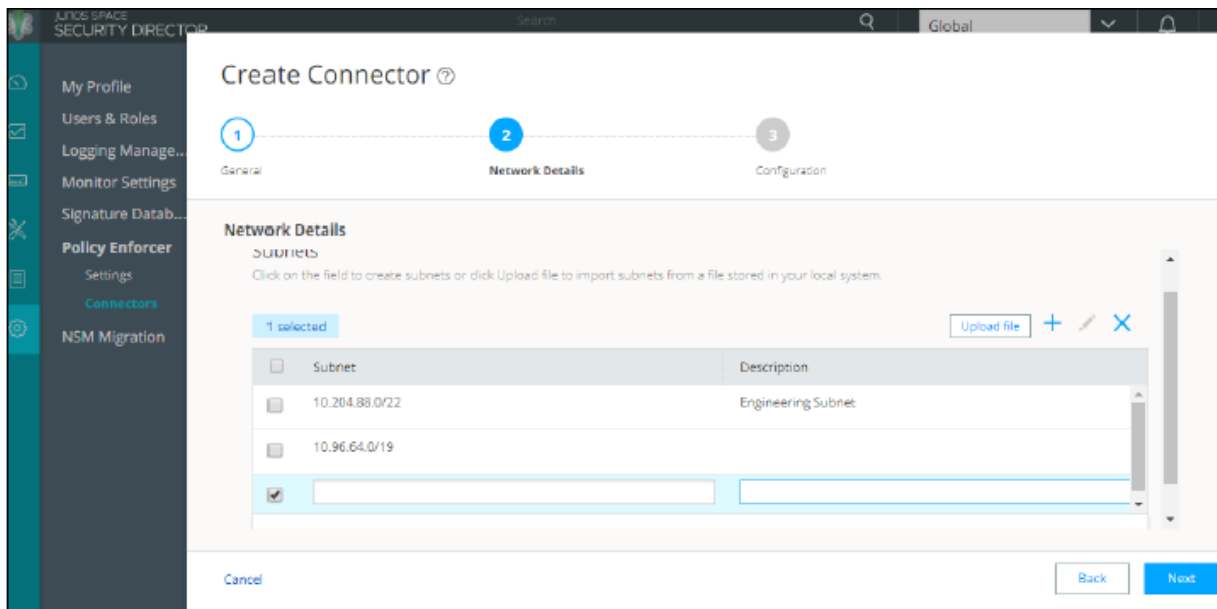 JUNOS SPACE
SECURITY DIRECTOR
Search
Global
My Profile
Users & Roles
Logging Manage...
Monitor Settings
Signature Datab...
Policy Enforcer
Settings
Connectors
NSM Migration
Create Connector ?
1
2
3
General
Network Details
Configuration
Network Details
Subnets
Click on the field to create subnets or click Upload file to import subnets from a file stored in your local system.
1 selected
Upload file
Subnet Description
10.204.88.0/22 Engineering Subnet
10.96.64.0/19
Cancel
Back
Next